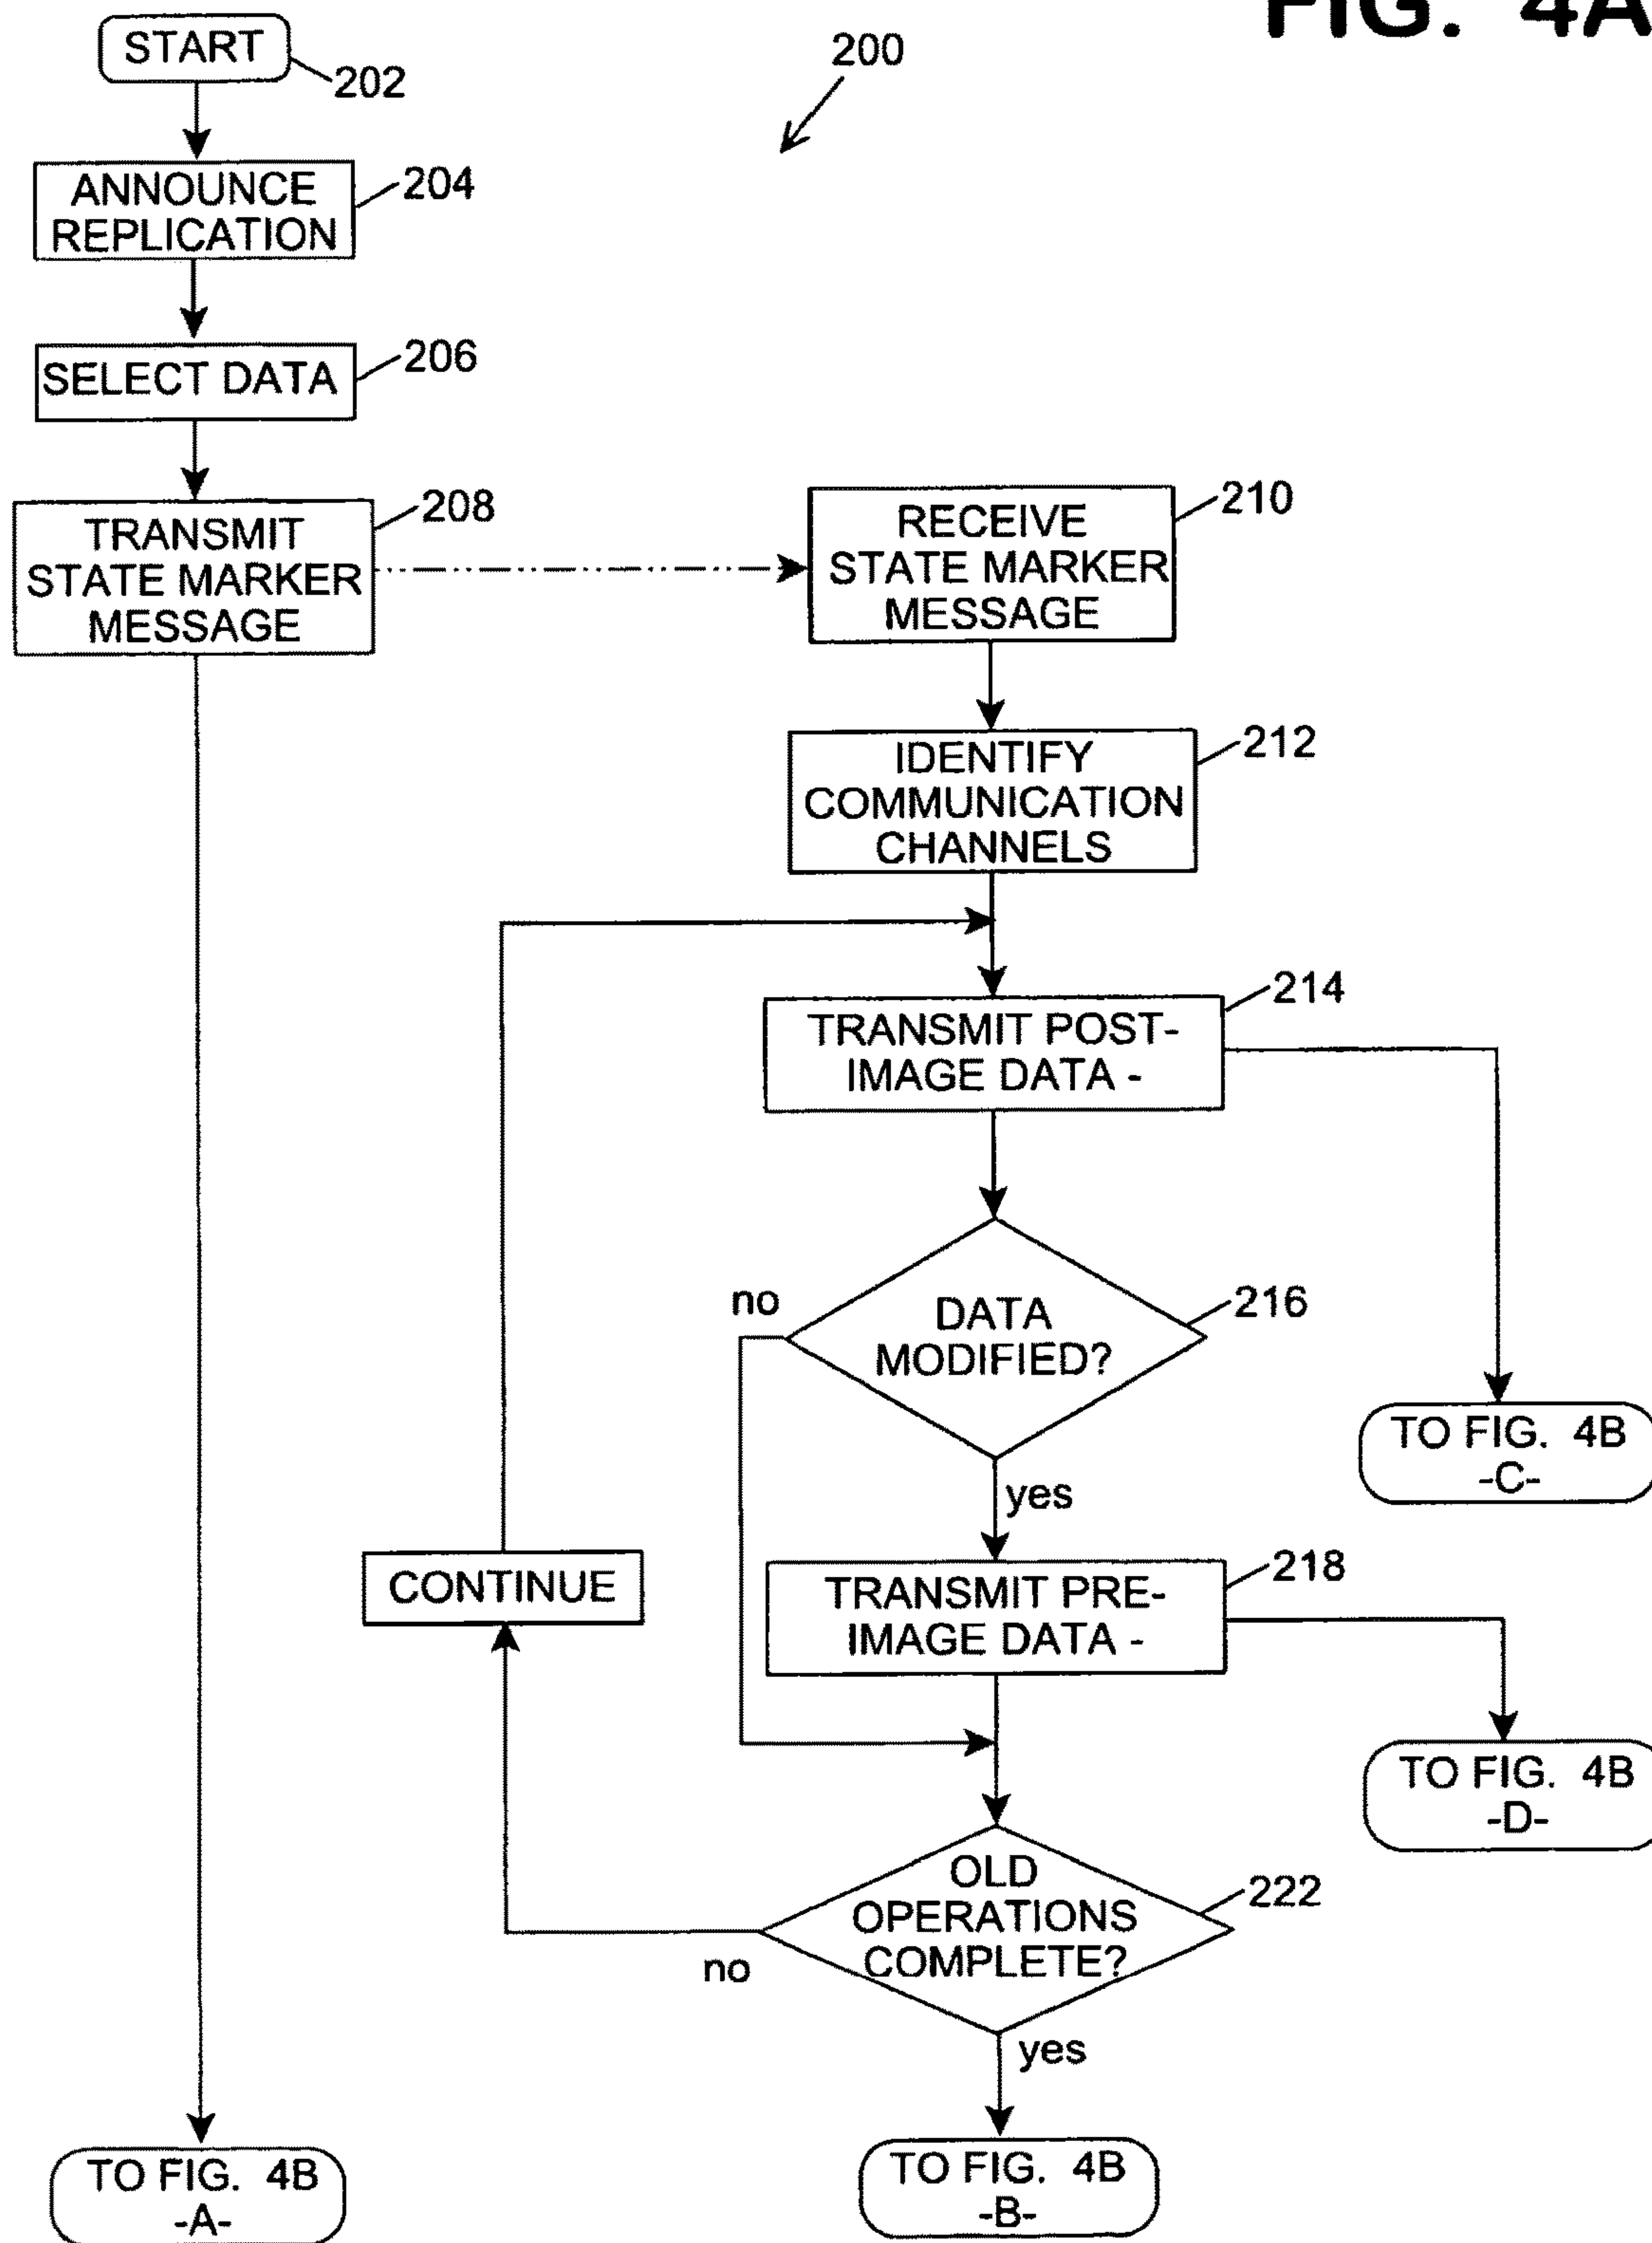 FIG. 4A
200
START
202
ANNOUNCE
REPLICATION
204
SELECT DATA
206
TRANSMIT
STATE MARKER
MESSAGE
208
RECEIVE
STATE MARKER
MESSAGE
210
IDENTIFY
COMMUNICATION
CHANNELS
212
TRANSMIT POST-
IMAGE DATA -
214
DATA
MODIFIED?
216
no
yes
TO FIG. 4B
-C-
CONTINUE
TRANSMIT PRE-
IMAGE DATA -
218
TO FIG. 4B
-D-
OLD
OPERATIONS
COMPLETE?
222
no
yes
TO FIG. 4B
-A-
TO FIG. 4B
-B-